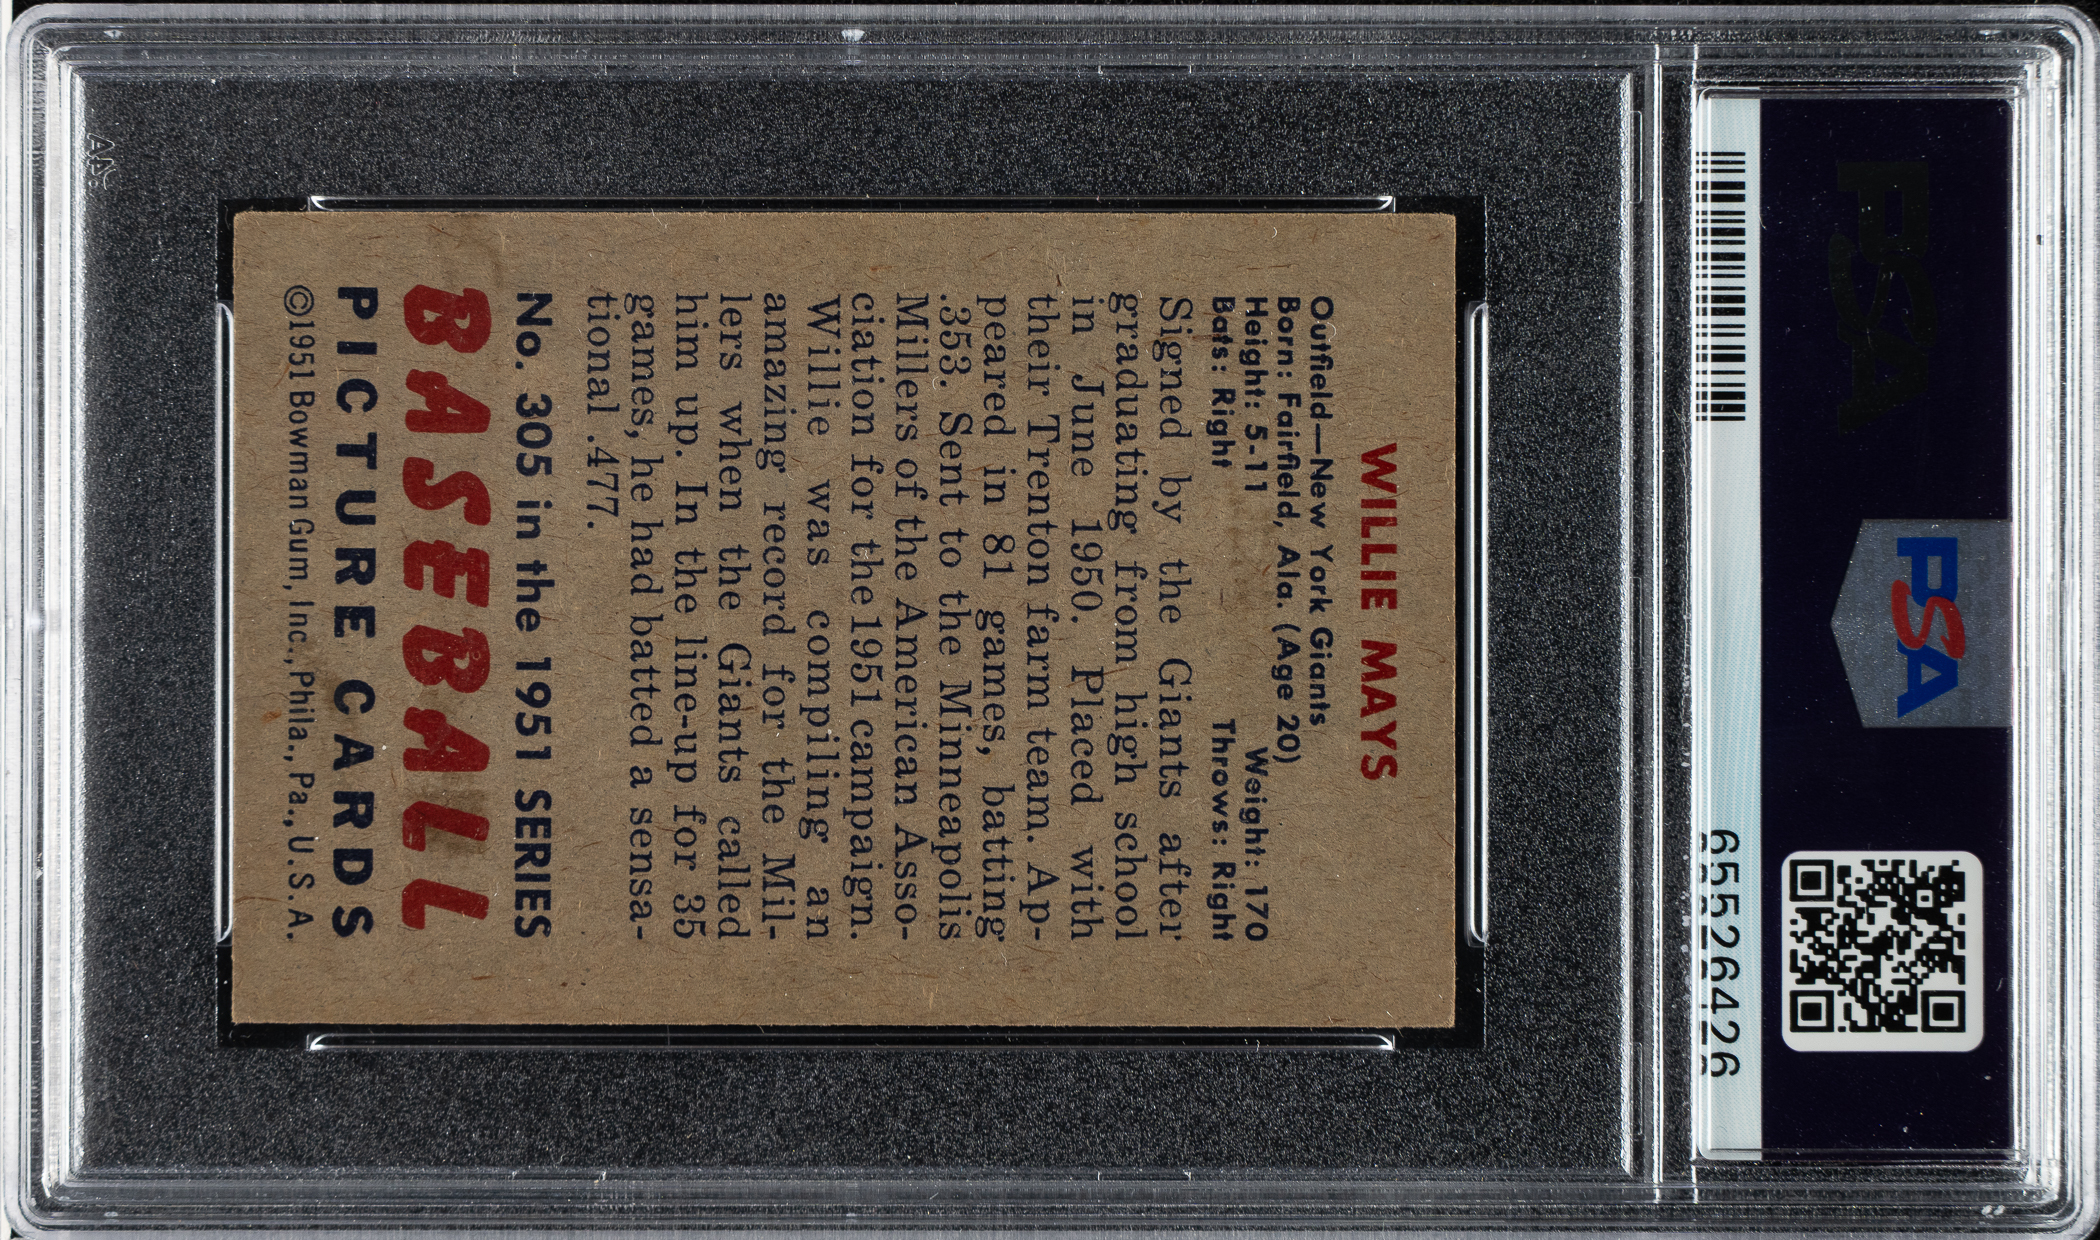 PSA
PSA
65526426
WILLIE MAYS
Outfield—New York Giants
Born: Fairfield, Ala. (Age 20)
Height: 5-11 Weight: 170
Bats: Right Throws: Right
Signed by the Giants after
graduating from high school
in June 1950. Placed with
their Trenton farm team. Ap-
peared in 81 games, batting
.353. Sent to the Minneapolis
Millers of the American Asso-
ciation for the 1951 campaign.
Willie was compiling an
amazing record for the Mil-
lers when the Giants called
him up. In the line-up for 35
games, he had batted a sensa-
tional .477.
No. 305 in the 1951 SERIES
BASEBALL
PICTURE CARDS
©1951 Bowman Gum, Inc., Phila., Pa., U.S.A.